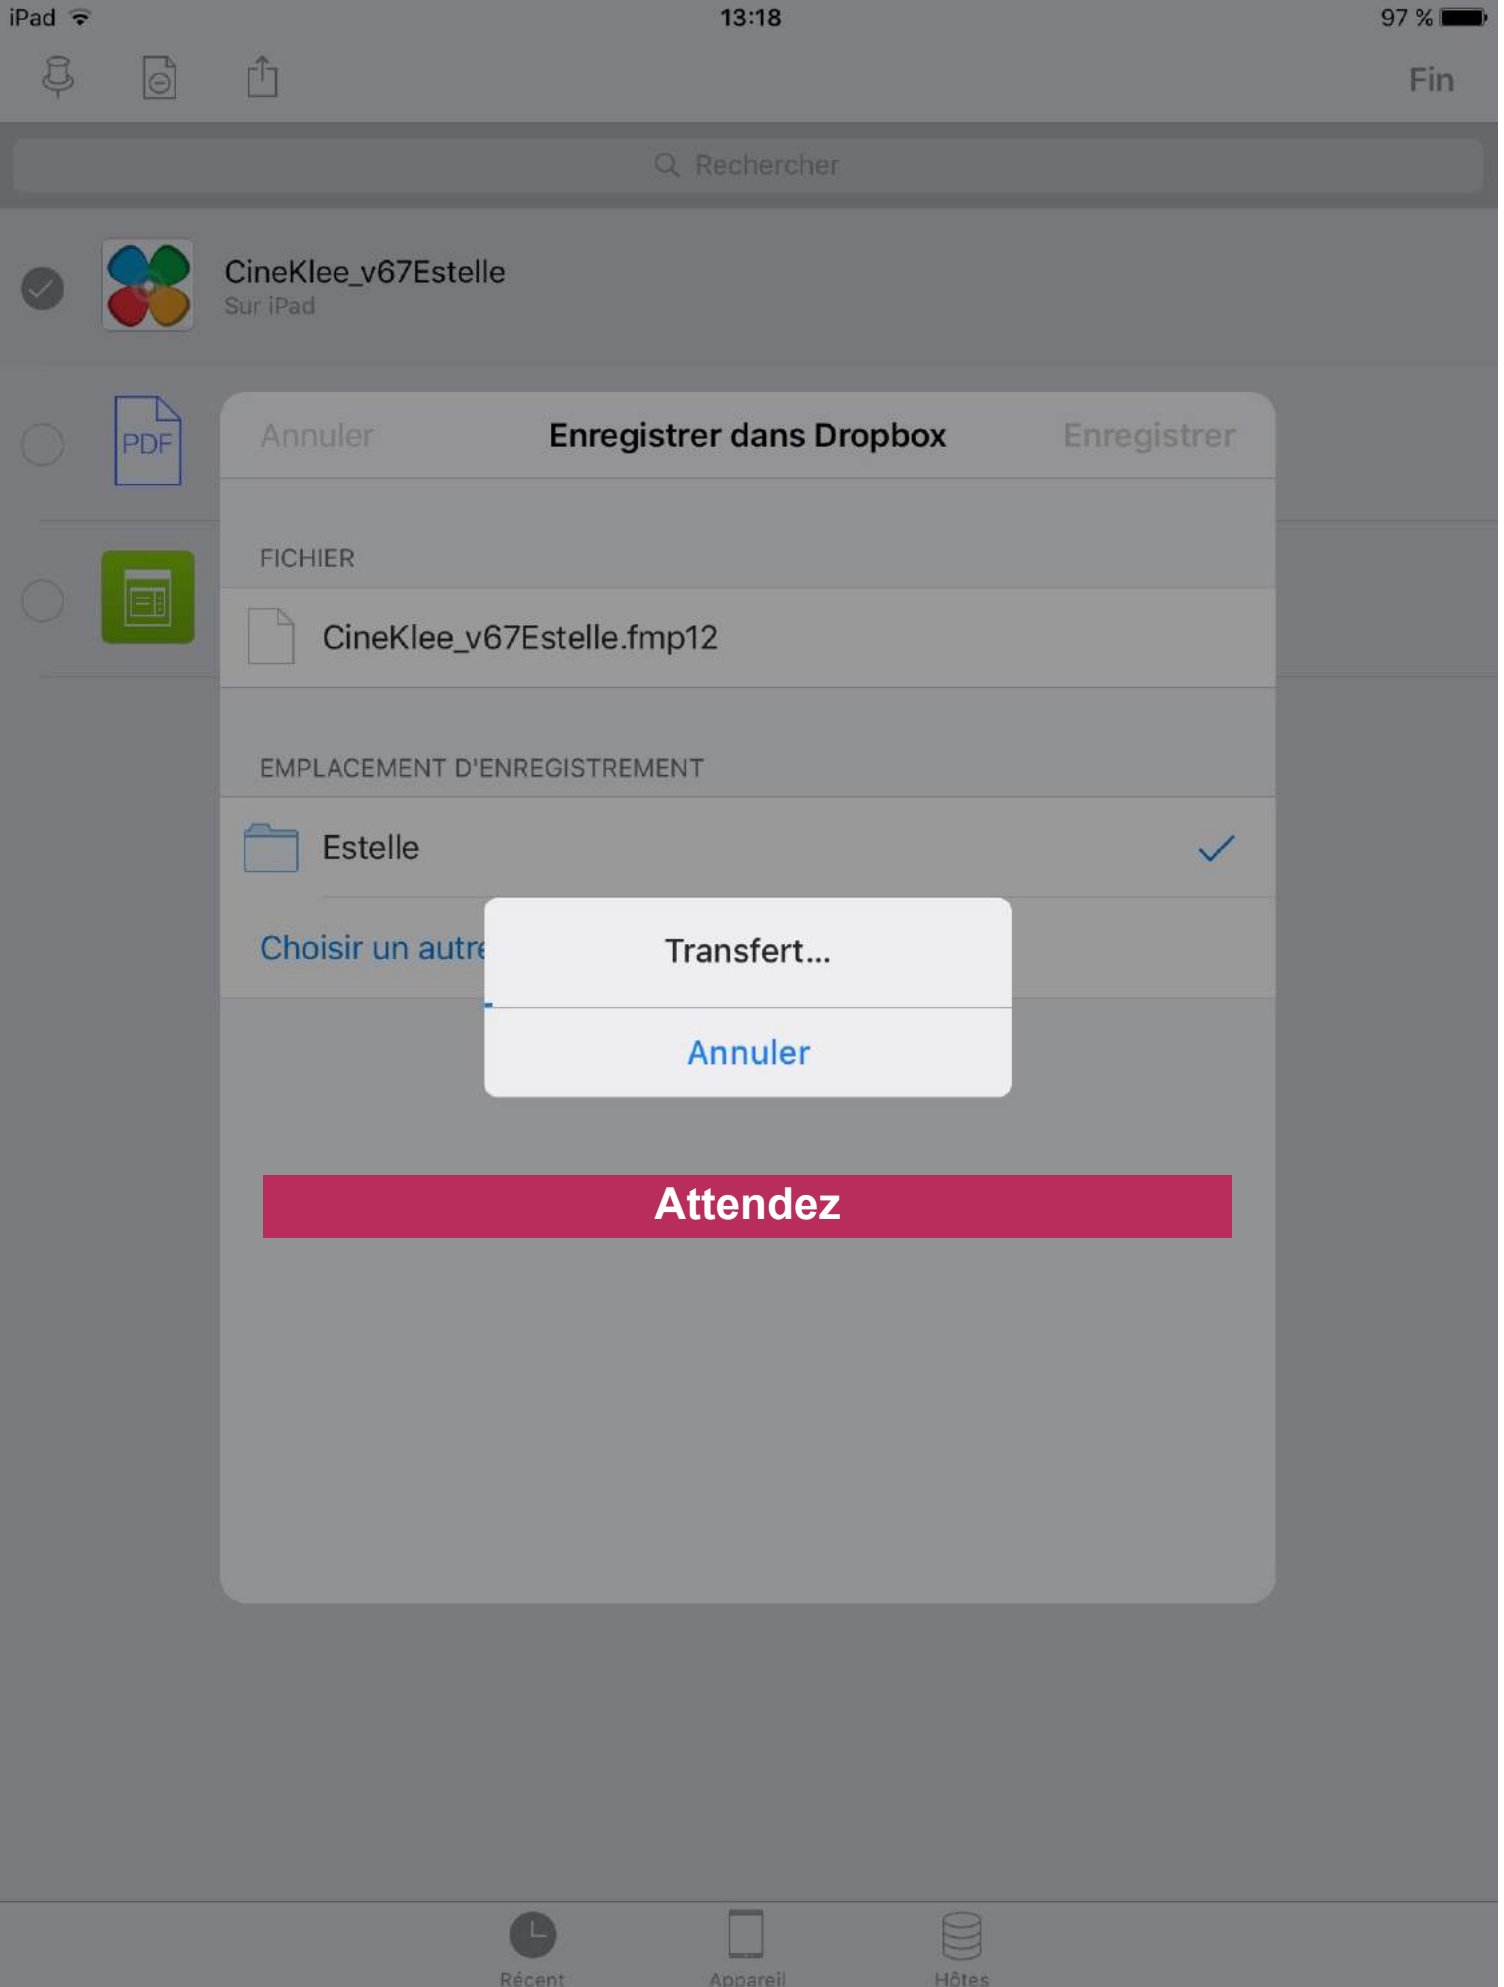 iPad 13:18 97 %
Fin
Rechercher
CineKlee_v67Estelle
Sur iPad
PDF
Annuler Enregistrer dans Dropbox Enregistrer
FICHIER
CineKlee_v67Estelle.fmp12
EMPLACEMENT D'ENREGISTREMENT
Estelle
Choisir un autre
Transfert...
Annuler
Attendez
Récent Appareil Hôtes